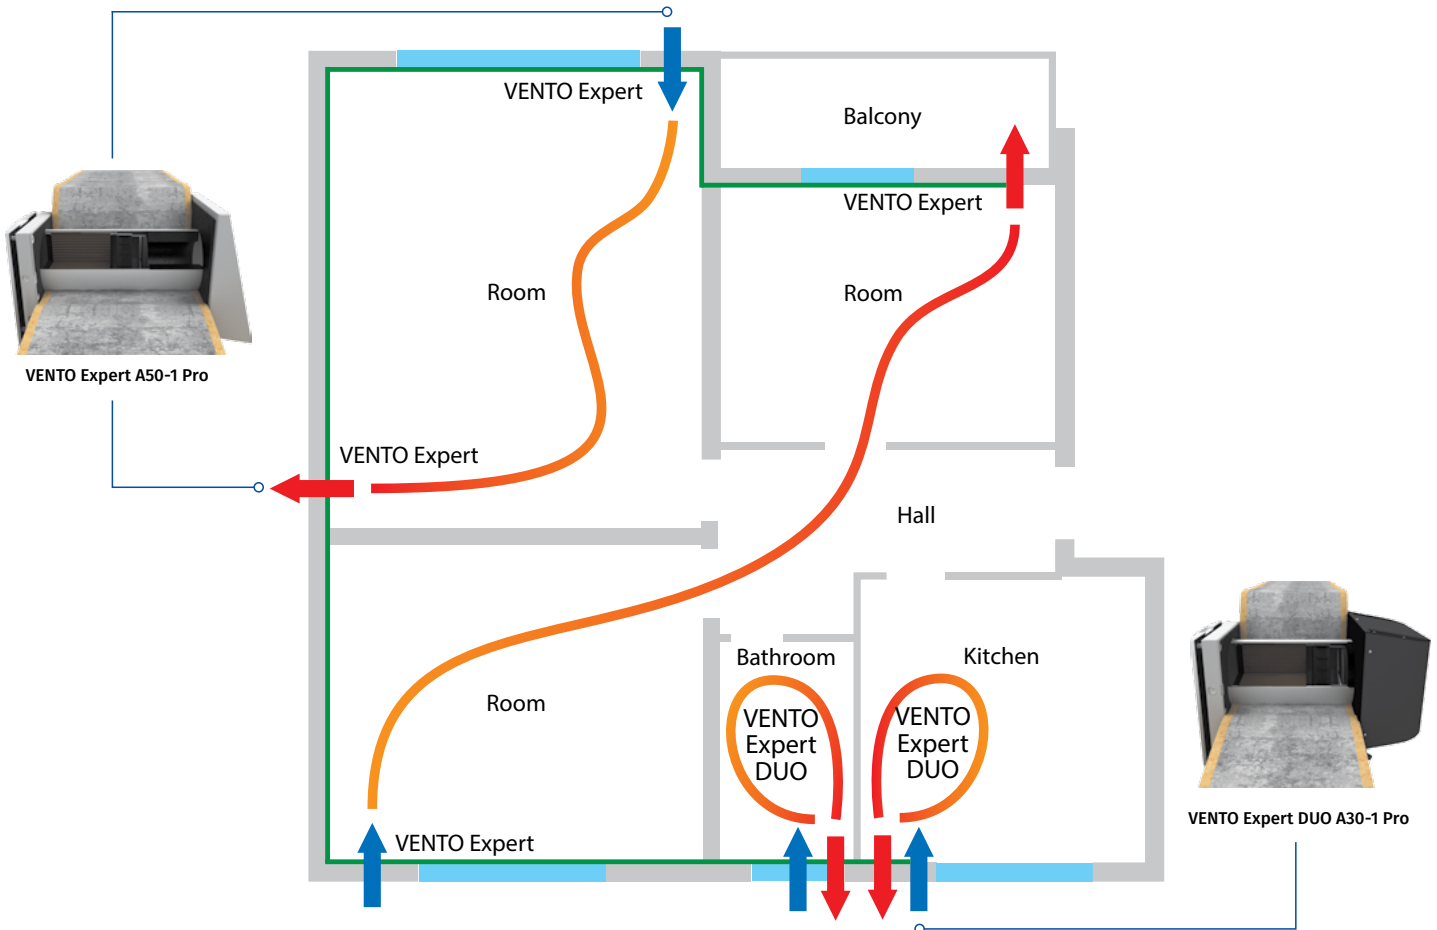 VENTO Expert
Balcony
VENTO Expert
Room
Room
VENTO Expert A50-1 Pro
VENTO Expert
Hall
Bathroom
Kitchen
Room
VENTO
Expert
DUO
VENTO
Expert
DUO
VENTO Expert DUO A30-1 Pro
VENTO Expert